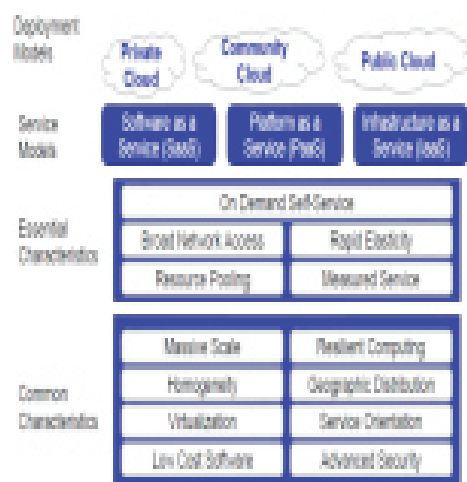 Deployment
Models
Private
Cloud
Community
Cloud
Public Cloud
Service
Models
Software as a
Service (SaaS)
Platform as a
Service (PaaS)
Infrastructure as a
Service (IaaS)
Essential
Characteristics
On Demand Self-Service
Broad Network Access
Rapid Elasticity
Resource Pooling
Measured Service
Common
Characteristics
Massive Scale
Resilient Computing
Homogeneity
Geographic Distribution
Virtualization
Service Orientation
Low Cost Software
Advanced Security